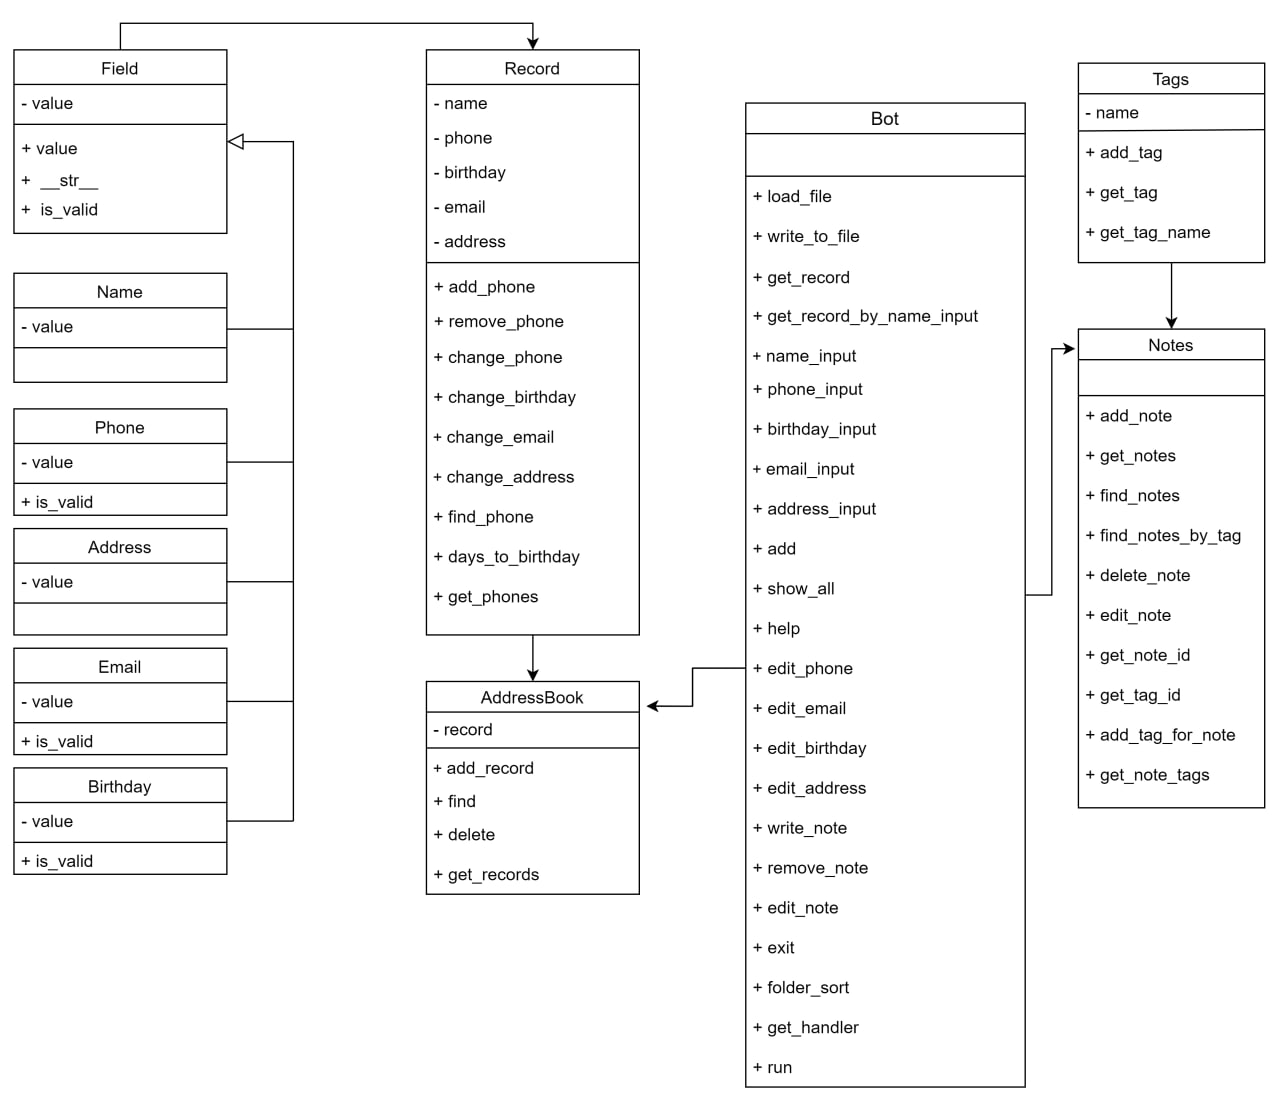 Field
- value
+ value
+ __str__
+ is_valid
Name
- value
Phone
- value
+ is_valid
Address
- value
Email
- value
+ is_valid
Birthday
- value
+ is_valid
Record
- name
- phone
- birthday
- email
- address
+ add_phone
+ remove_phone
+ change_phone
+ change_birthday
+ change_email
+ change_address
+ find_phone
+ days_to_birthday
+ get_phones
AddressBook
- record
+ add_record
+ find
+ delete
+ get_records
Bot
+ load_file
+ write_to_file
+ get_record
+ get_record_by_name_input
+ name_input
+ phone_input
+ birthday_input
+ email_input
+ address_input
+ add
+ show_all
+ help
+ edit_phone
+ edit_email
+ edit_birthday
+ edit_address
+ write_note
+ remove_note
+ edit_note
+ exit
+ folder_sort
+ get_handler
+ run
Tags
- name
+ add_tag
+ get_tag
+ get_tag_name
Notes
+ add_note
+ get_notes
+ find_notes
+ find_notes_by_tag
+ delete_note
+ edit_note
+ get_note_id
+ get_tag_id
+ add_tag_for_note
+ get_note_tags